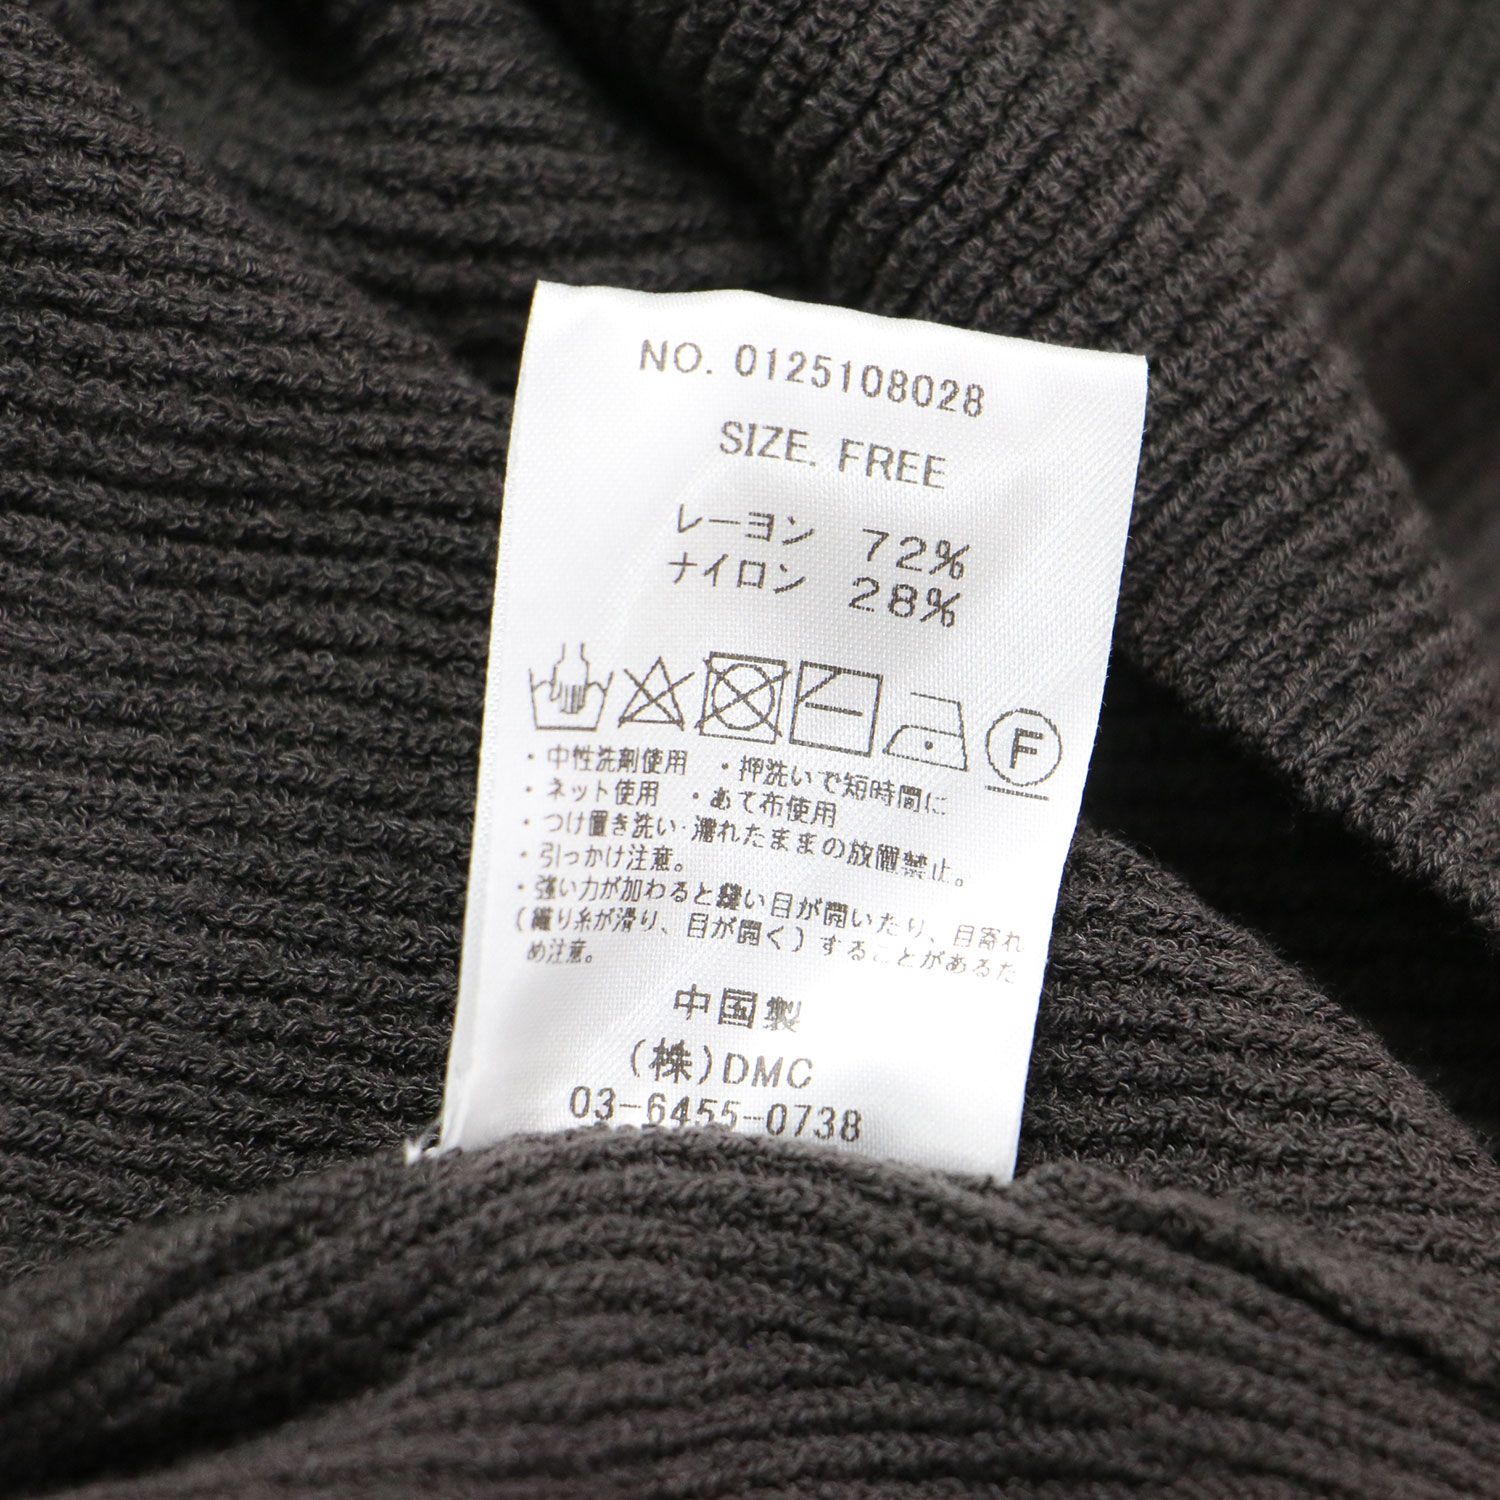 NO. 0125108028
SIZE. FREE
レーヨン 72%
ナイロン 28%
F
・中性洗剤使用 ・押洗いで短時間に
・ネット使用 ・あて布使用
・つけ置き洗い・濡れたままの放置禁止。
・引っかけ注意。
・強い力が加わると縫い目が開いたり、目寄れ
(織り糸が滑り、目が開く)することがあるた
め注意。
中国製
(株)DMC
03-6455-0738